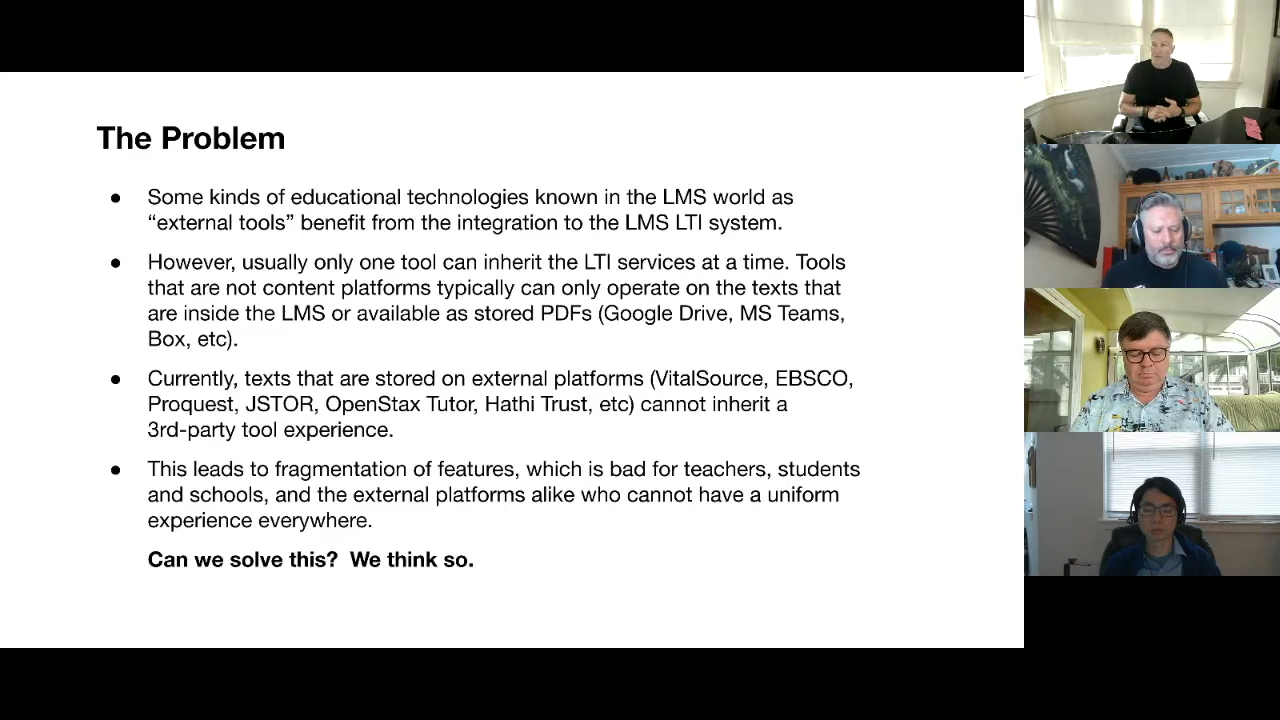 The Problem
● Some kinds of educational technologies known in the LMS world as
“external tools” benefit from the integration to the LMS LTI system.
● However, usually only one tool can inherit the LTI services at a time. Tools
that are not content platforms typically can only operate on the texts that
are inside the LMS or available as stored PDFs (Google Drive, MS Teams,
Box, etc).
● Currently, texts that are stored on external platforms (VitalSource, EBSCO,
Proquest, JSTOR, OpenStax Tutor, Hathi Trust, etc) cannot inherit a
3rd-party tool experience.
● This leads to fragmentation of features, which is bad for teachers, students
and schools, and the external platforms alike who cannot have a uniform
experience everywhere.
Can we solve this?  We think so.